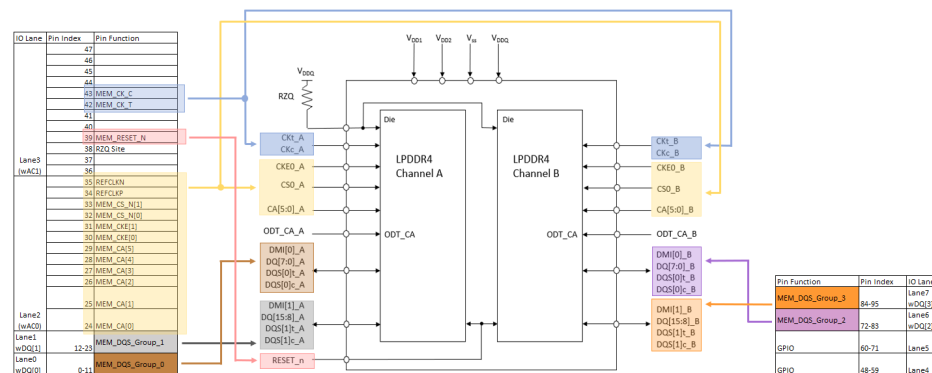 IO Lane Pin Index Pin Function
47
46
45
44
43 MEM_CK_C
42 MEM_CK_T
41
40
39 MEM_RESET_N
38 RZQ Site
37
36
Lane3
(wAC1)
35 REFCLKN
34 REFCLKP
33 MEM_CS_N[1]
32 MEM_CS_N[0]
31 MEM_CKE[1]
30 MEM_CKE[0]
29 MEM_CA[5]
28 MEM_CA[4]
27 MEM_CA[3]
26 MEM_CA[2]
25 MEM_CA[1]
24 MEM_CA[0]
Lane2
(wAC0)
Lane1
wDQ[1] 12-23 MEM_DQS_Group_1
Lane0
wDQ[0] 0-11 MEM_DQS_Group_0
VDD1 VDD2 Vss VDDQ
VDDQ
RZQ
CKt_A
CKc_A
CKE0_A
CS0_A
CA[5:0]_A
ODT_CA_A
DMI[0]_A
DQ[7:0]_A
DQS[0]t_A
DQS[0]c_A
DMI[1]_A
DQ[15:8]_A
DQS[1]t_A
DQS[1]c_A
RESET_n
Die
LPDDR4
Channel A
ODT_CA
Die
LPDDR4
Channel B
ODT_CA
CKt_B
CKc_B
CKE0_B
CS0_B
CA[5:0]_B
ODT_CA_B
DMI[0]_B
DQ[7:0]_B
DQS[0]t_B
DQS[0]c_B
DMI[1]_B
DQ[15:8]_B
DQS[1]t_B
DQS[1]c_B
Pin Function Pin Index IO Lane
MEM_DQS_Group_3 84-95 Lane7
wDQ[3]
MEM_DQS_Group_2 72-83 Lane6
wDQ[2]
GPIO 60-71 Lane5
GPIO 48-59 Lane4